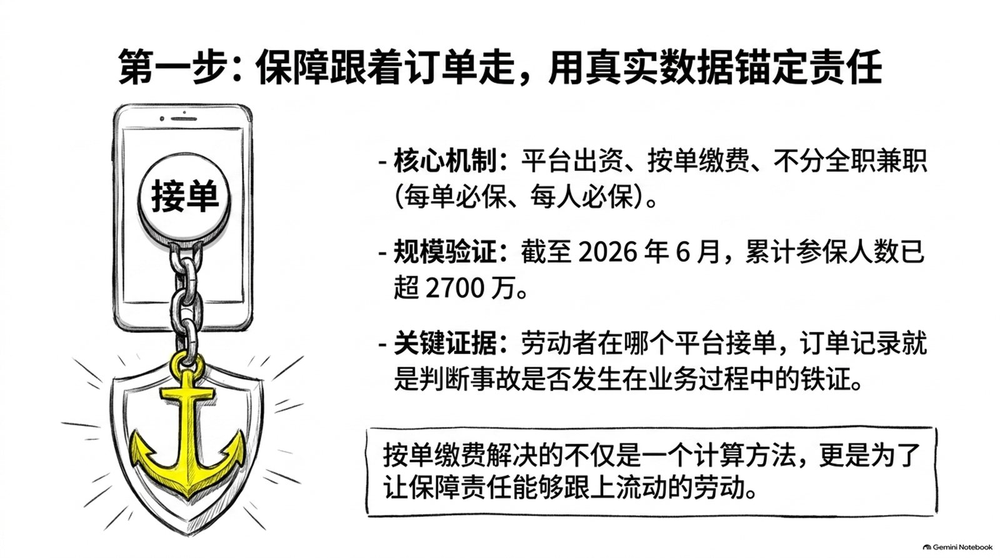 第一步：保障跟着订单走，用真实数据锚定责任
接单
- 核心机制：平台出资、按单缴费、不分全职兼职
（每单必保、每人必保）。
- 规模验证：截至 2026 年 6 月，累计参保人数已
超 2700 万。
- 关键证据：劳动者在哪个平台接单，订单记录就
是判断事故是否发生在业务过程中的铁证。
按单缴费解决的不仅是一个计算方法，更是为了
让保障责任能够跟上流动的劳动。
Gemini Notebook